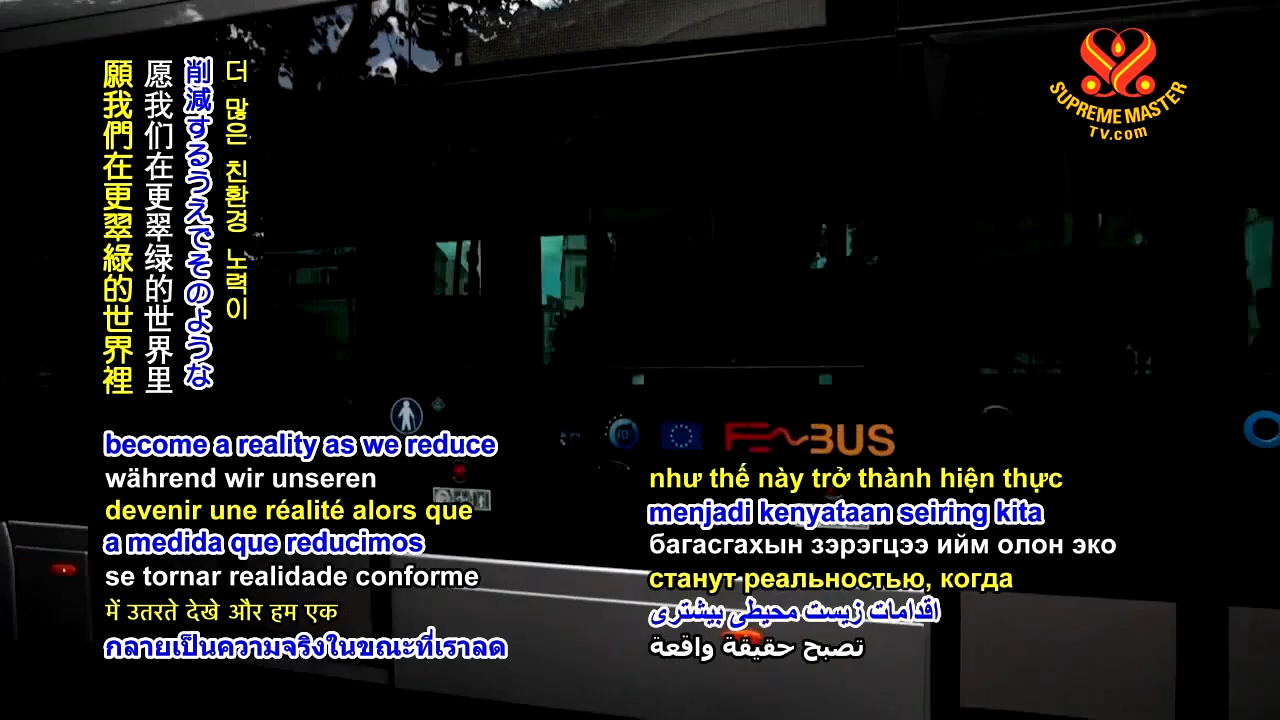 願我們在更翠綠的世界裡
愿我们在更翠绿的世界里
削減するうえでそのような
더 많은 친환경 노력이
SUPREME MASTER
TV.com
BUS
become a reality as we reduce
während wir unseren
devenir une réalité alors que
a medida que reducimos
se tornar realidade conforme
में उतरते देखे और हम एक
กลายเป็นความจริงในขณะที่เราลด
như thế này trở thành hiện thực
menjadi kenyataan seiring kita
багасгахын зэрэгцээ ийм олон эко
станут реальностью, когда
اقدامات زیست محیطی بیشتری
تصبح حقيقة واقعة